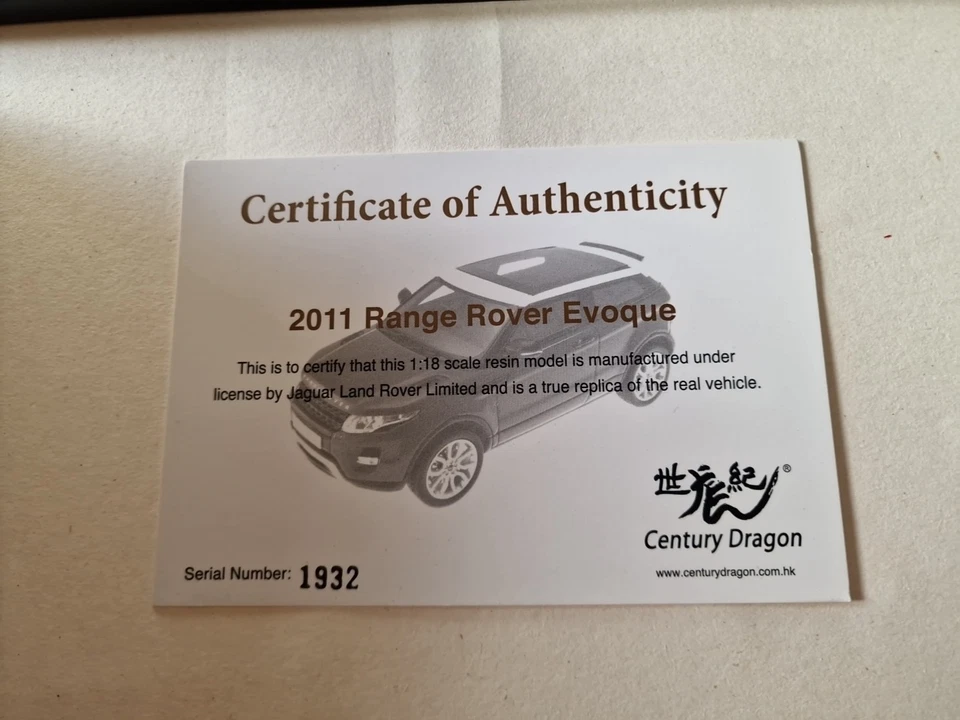 Certificate of Authenticity
2011 Range Rover Evoque
This is to certify that this 1:18 scale resin model is manufactured under
license by Jaguar Land Rover Limited and is a true replica of the real vehicle.
世辰紀®
Century Dragon
Serial Number: 1932
www.centurydragon.com.hk